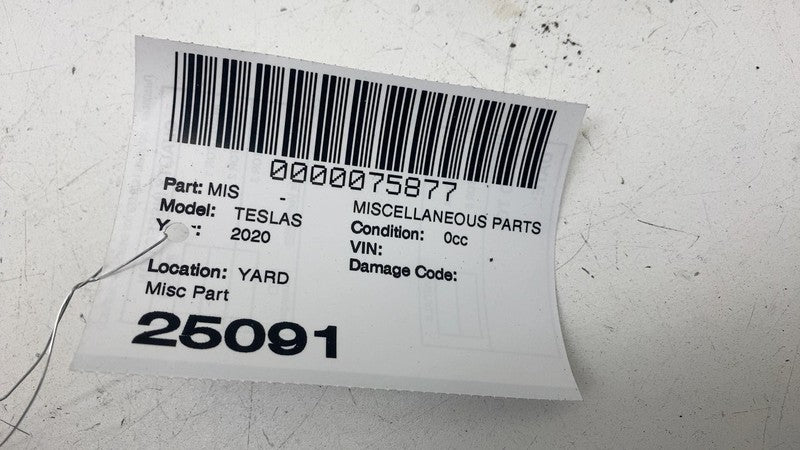 0000075877
Part: MIS - MISCELLANEOUS PARTS
Model: TESLAS Condition: 0cc
2020 VIN:
Damage Code:
Location: YARD
Misc Part
25091